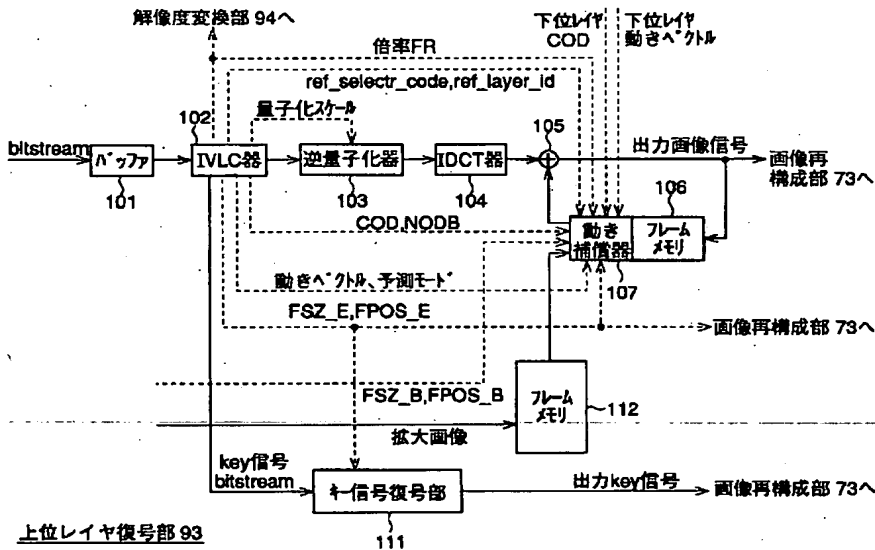 解像度変換部 94へ
下位レイヤ
COD
下位レイヤ
動きベクトル
倍率FR
ref_selectr_code,ref_layer_id
量子化スケール
102
105
bitstream
バッファ
IVLC器
逆量子化器
IDCT器
出力画像信号
画像再
構成部 73へ
101
103
104
106
COD,NODB
動き
補償器
フレーム
メモリ
107
動きベクトル、予測モード
FSZ_E,FPOS_E
画像再構成部 73へ
FSZ_B,FPOS_B
フレーム
メモリ
112
拡大画像
key信号
bitstream
キー信号復号部
出力key信号
画像再構成部 73へ
111
上位レイヤ復号部 93